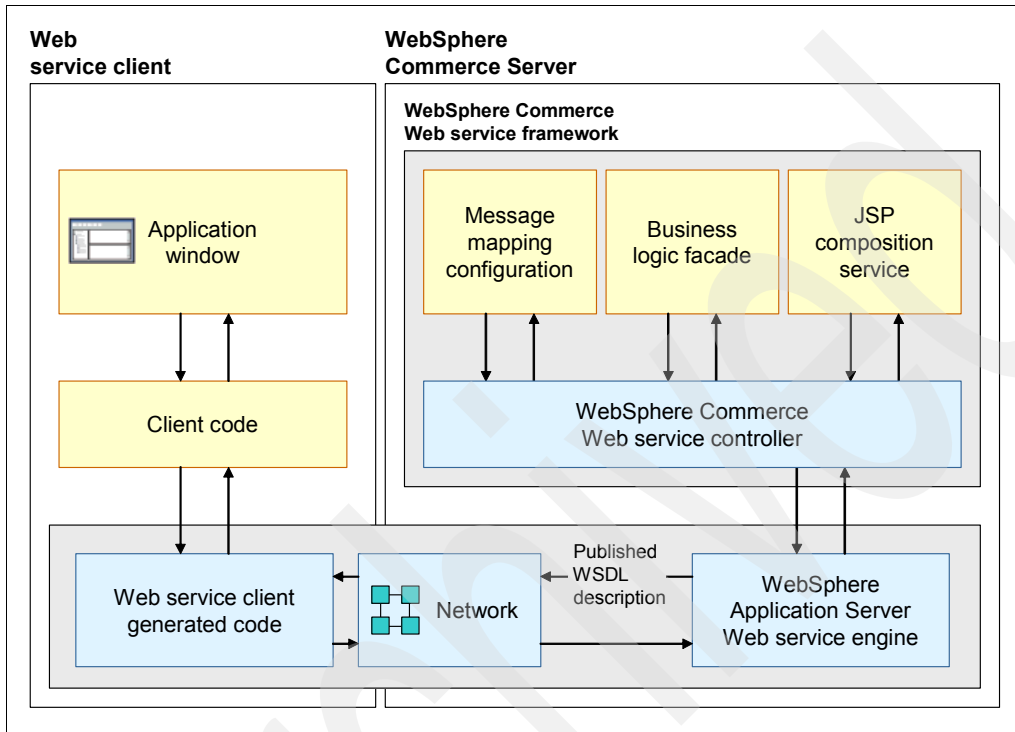 Web
service client
WebSphere
Commerce Server
WebSphere Commerce
Web service framework
Application
window
Message
mapping
configuration
Business
logic facade
JSP
composition
service
Client code
WebSphere Commerce
Web service controller
Web service client
generated code
Network
Published
WSDL
description
WebSphere
Application Server
Web service engine